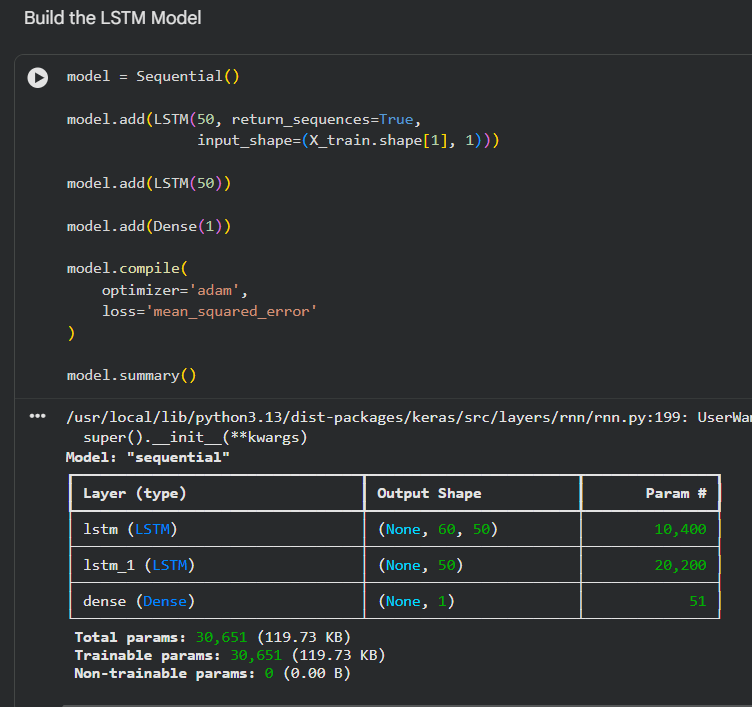 Build the LSTM Model
model = Sequential()
model.add(LSTM(50, return_sequences=True,
input_shape=(X_train.shape[1], 1)))
model.add(LSTM(50))
model.add(Dense(1))
model.compile(
optimizer='adam',
loss='mean_squared_error'
)
model.summary()
/usr/local/lib/python3.13/dist-packages/keras/src/layers/rnn/rnn.py:199:
super().__init__(**kwargs)
Model: "sequential"
Layer (type) Output Shape Param #
lstm (LSTM) (None, 60, 50) 10,400
lstm_1 (LSTM) (None, 50) 20,200
dense (Dense) (None, 1) 51
Total params: 30,651 (119.73 KB)
Trainable params: 30,651 (119.73 KB)
Non-trainable params: 0 (0.00 B)